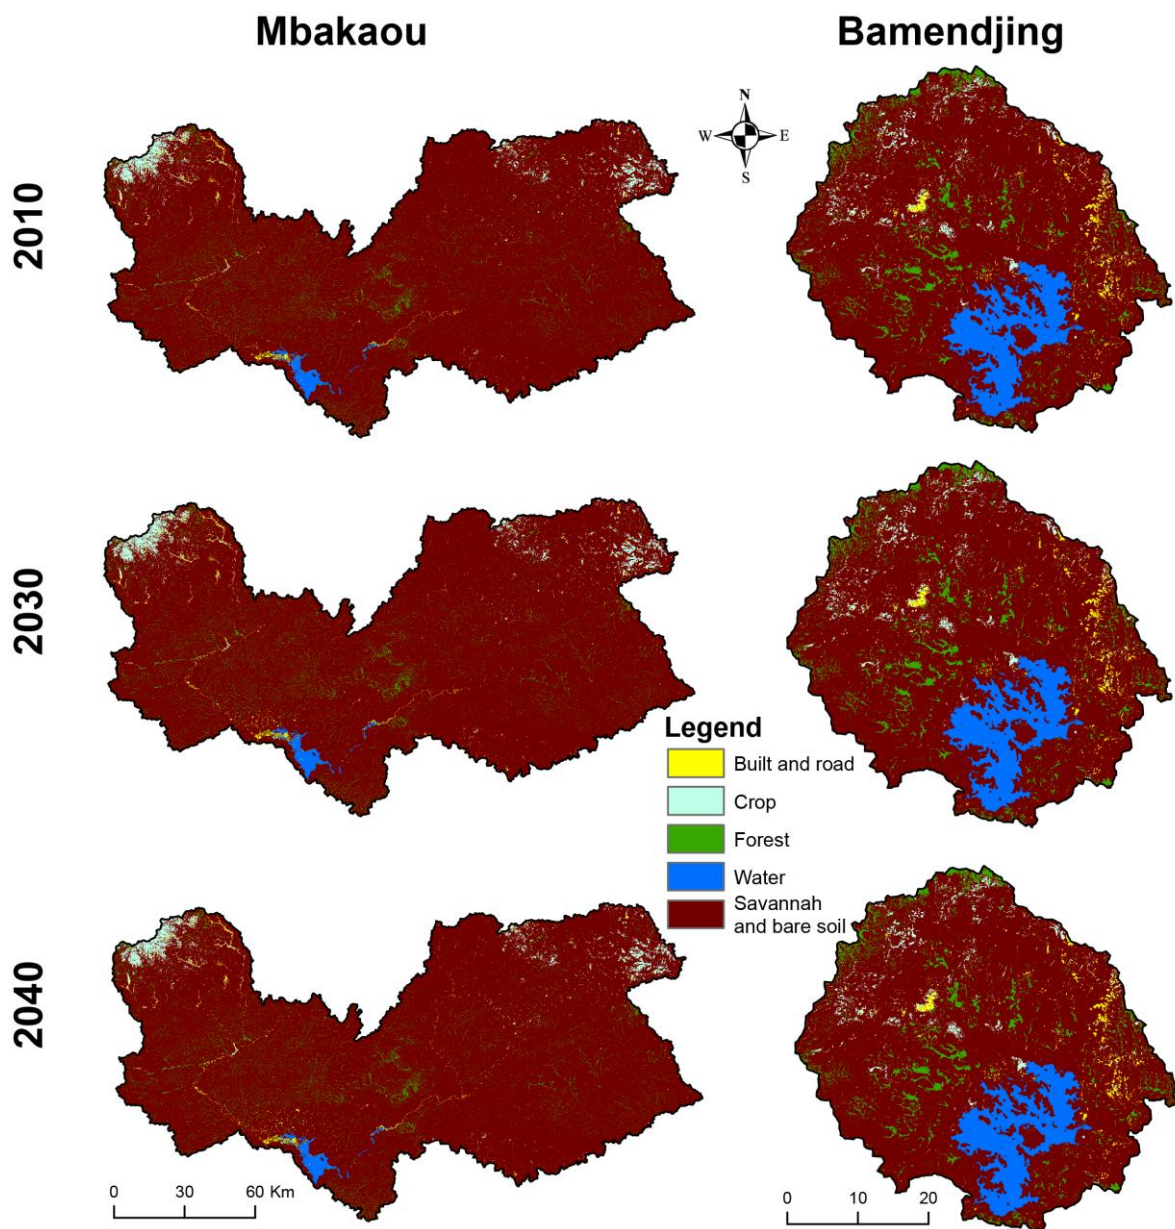 Mbakaou
Bamendjing
N
W E
S
2010
2030
Legend
Built and road
Crop
Forest
Water
Savannah
and bare soil
2040
0 30 60 Km
0 10 20